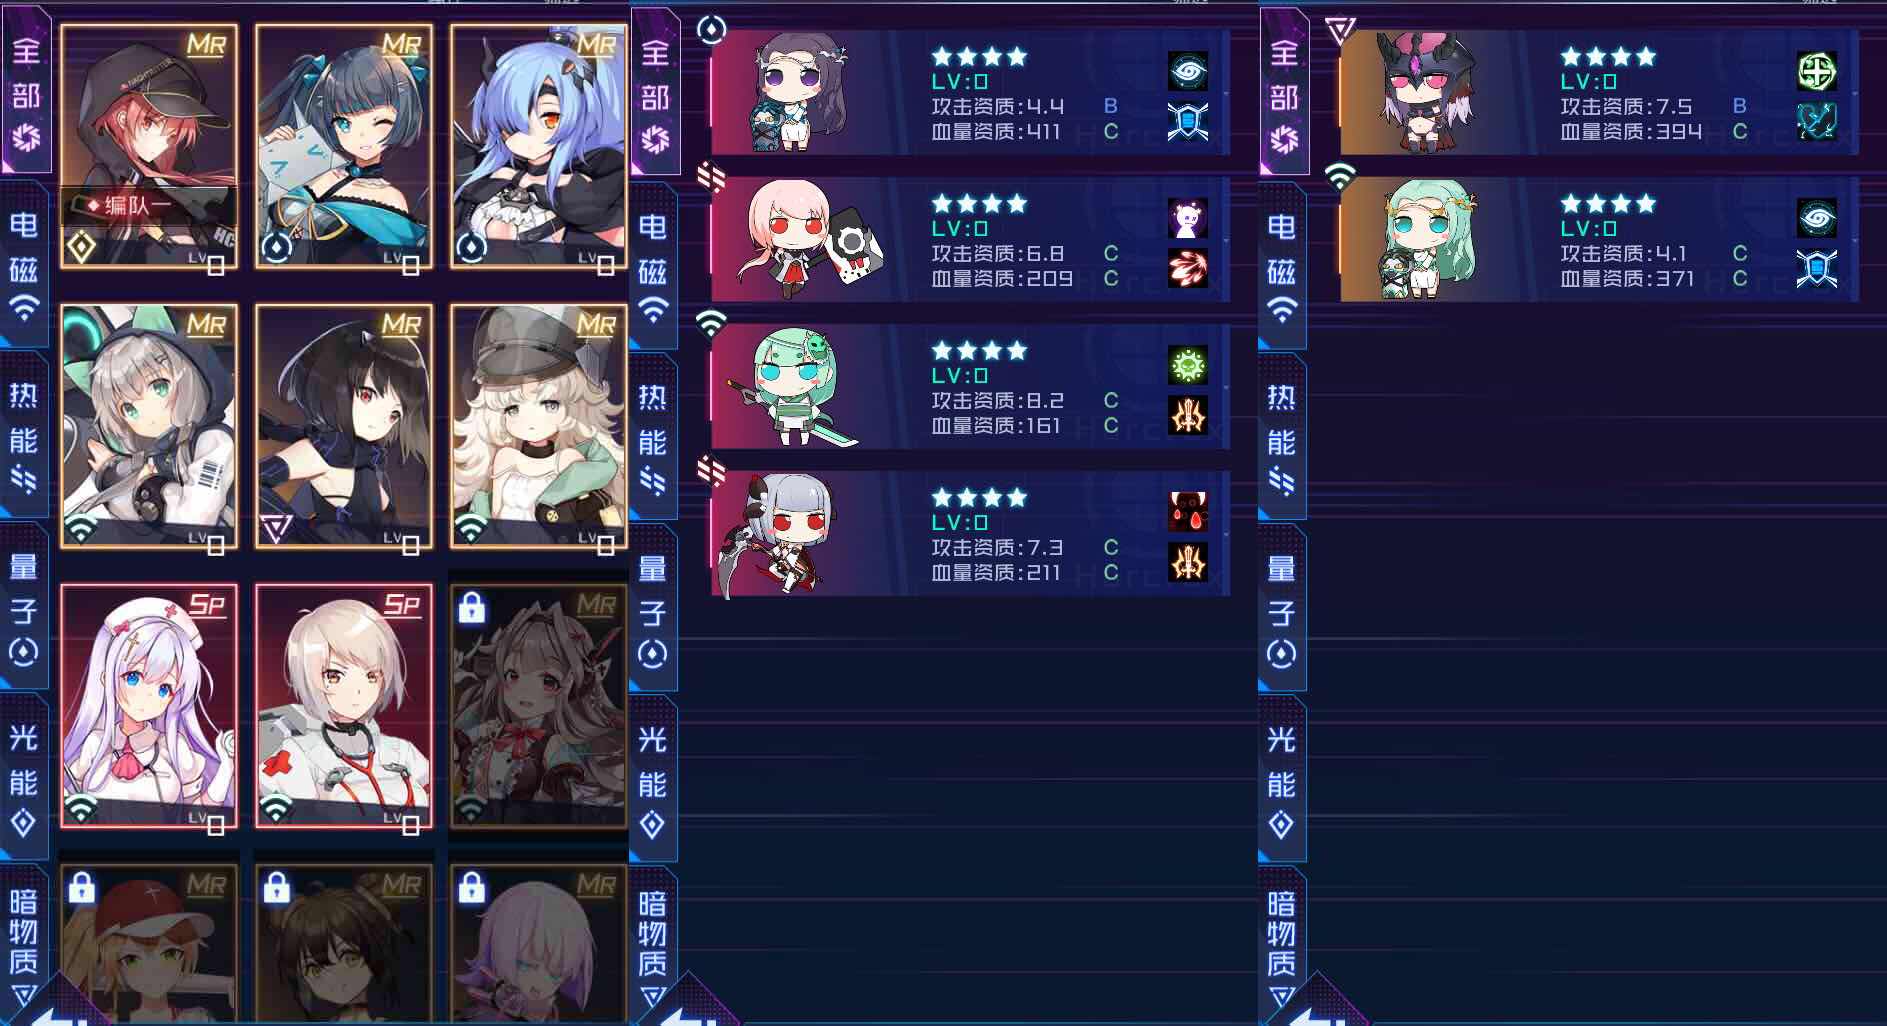 全部
电磁
热能
量子
光能
暗物质
MR
MR
MR
NAGHMEISTER
编队一
HC
LV
LV
LV
MR
MR
MR
LV
LV
LV
SP
SP
MR
LV
LV
MR
MR
MR
全部
电磁
热能
量子
光能
暗物质
LV:0
攻击资质:4.4 B
血量资质:411 C
LV:0
攻击资质:6.8 C
血量资质:209 C
LV:0
攻击资质:8.2 C
血量资质:161 C
LV:0
攻击资质:7.3 C
血量资质:211 C
全部
电磁
热能
量子
光能
暗物质
LV:0
攻击资质:7.5 B
血量资质:394 C
LV:0
攻击资质:4.1 C
血量资质:371 C